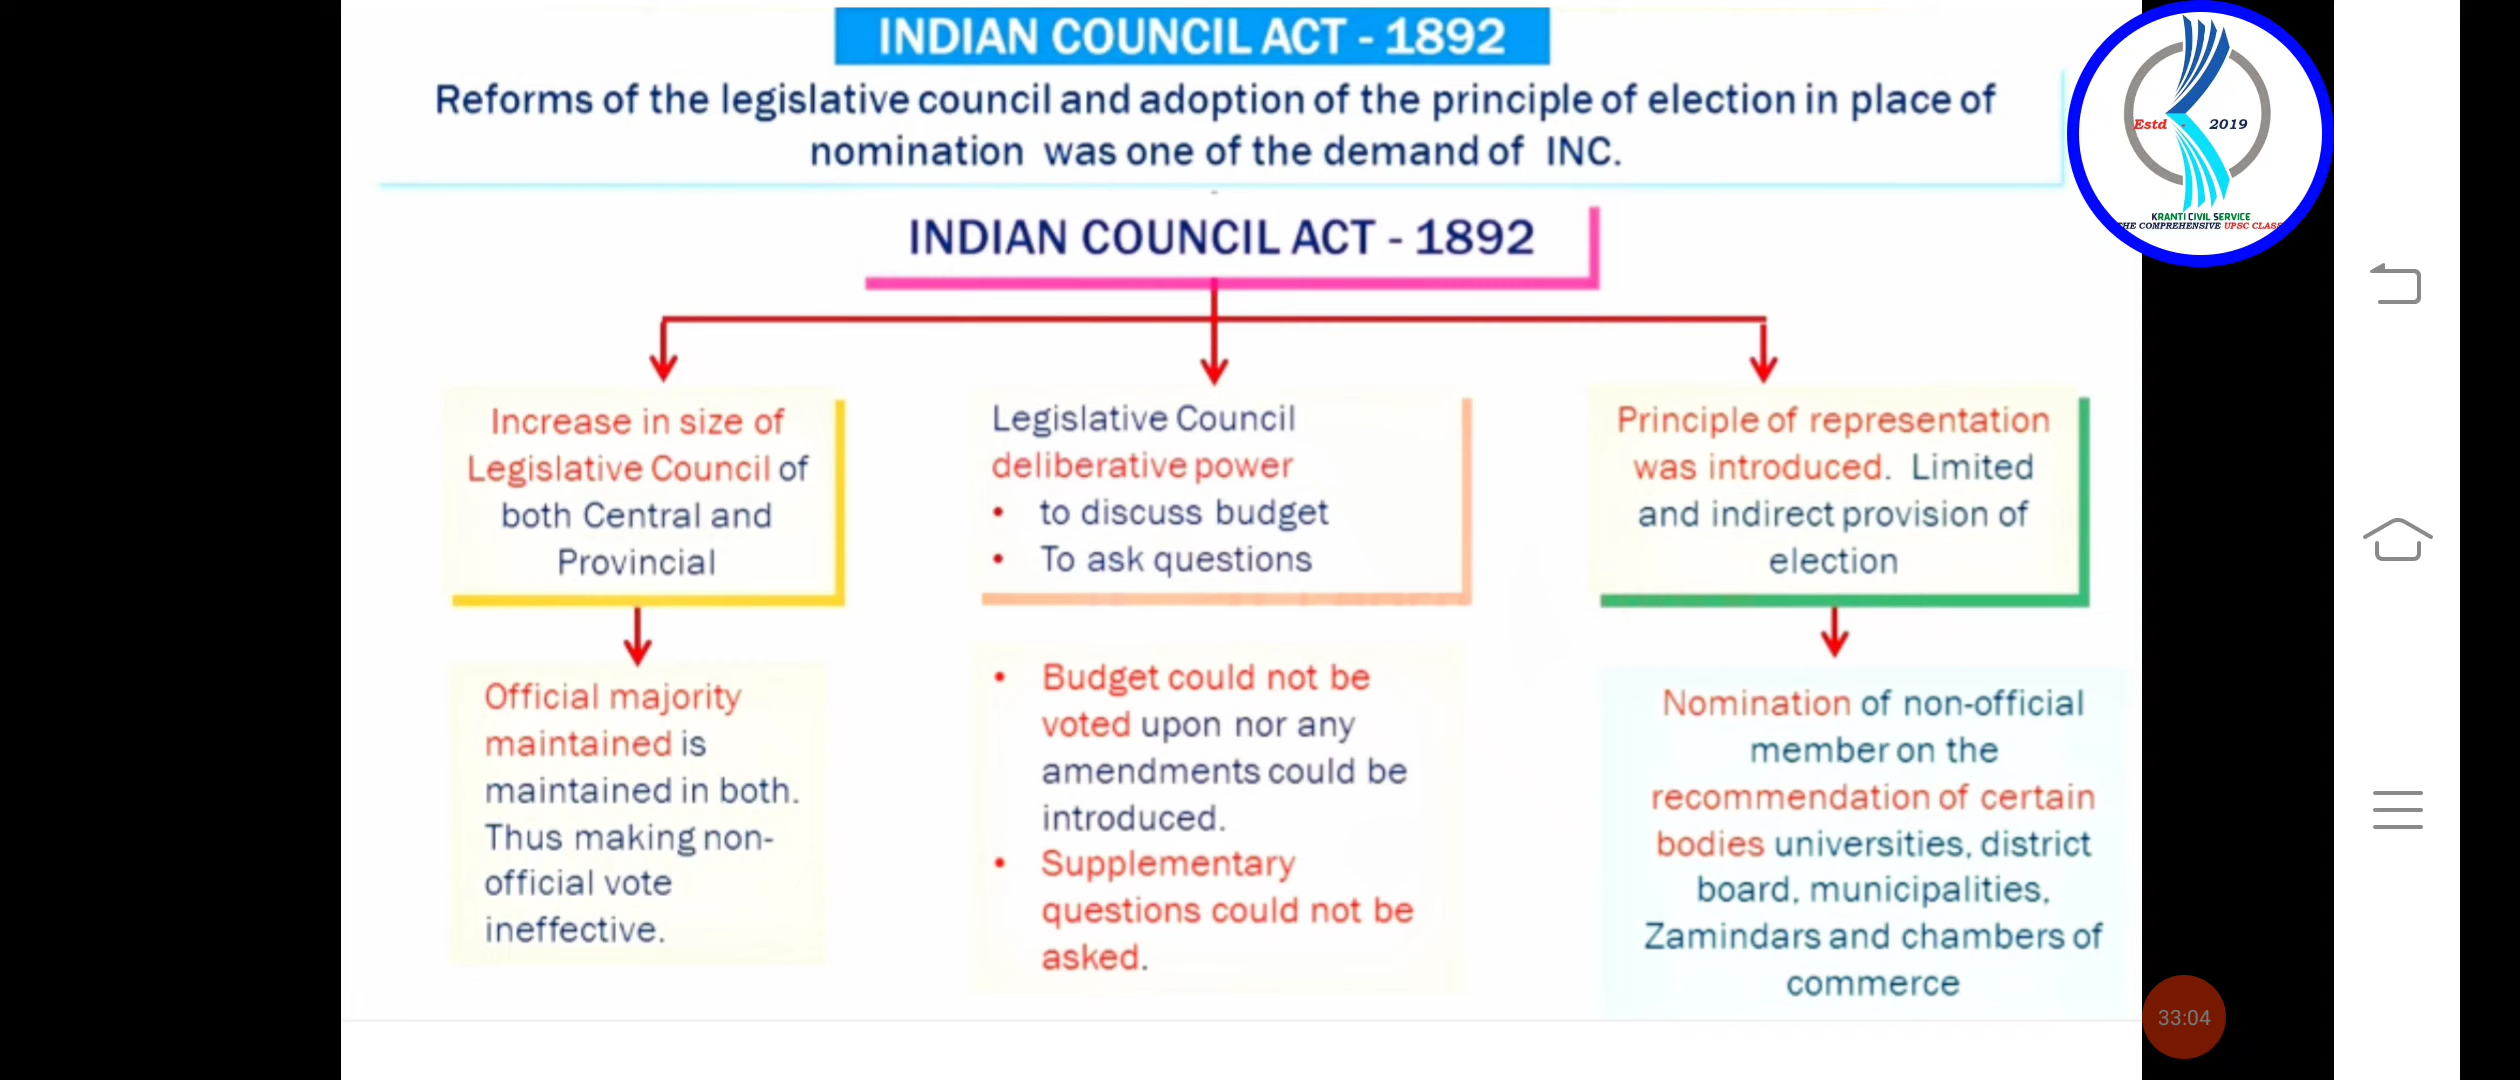 INDIAN COUNCIL ACT - 1892
Reforms of the legislative council and adoption of the principle of election in place of
nomination was one of the demand of INC.
INDIAN COUNCIL ACT - 1892
Increase in size of
Legislative Council of
both Central and
Provincial
Official majority
maintained is
maintained in both.
Thus making non-
official vote
ineffective.
Legislative Council
deliberative power
• to discuss budget
• To ask questions
• Budget could not be
voted upon nor any
amendments could be
introduced.
• Supplementary
questions could not be
asked.
Principle of representation
was introduced. Limited
and indirect provision of
election
Nomination of non-official
member on the
recommendation of certain
bodies universities, district
board, municipalities,
Zamindars and chambers of
commerce
Estd - 2019
KRANTI CIVIL SERVICE
THE COMPREHENSIVE UPSC CLASS
33:04